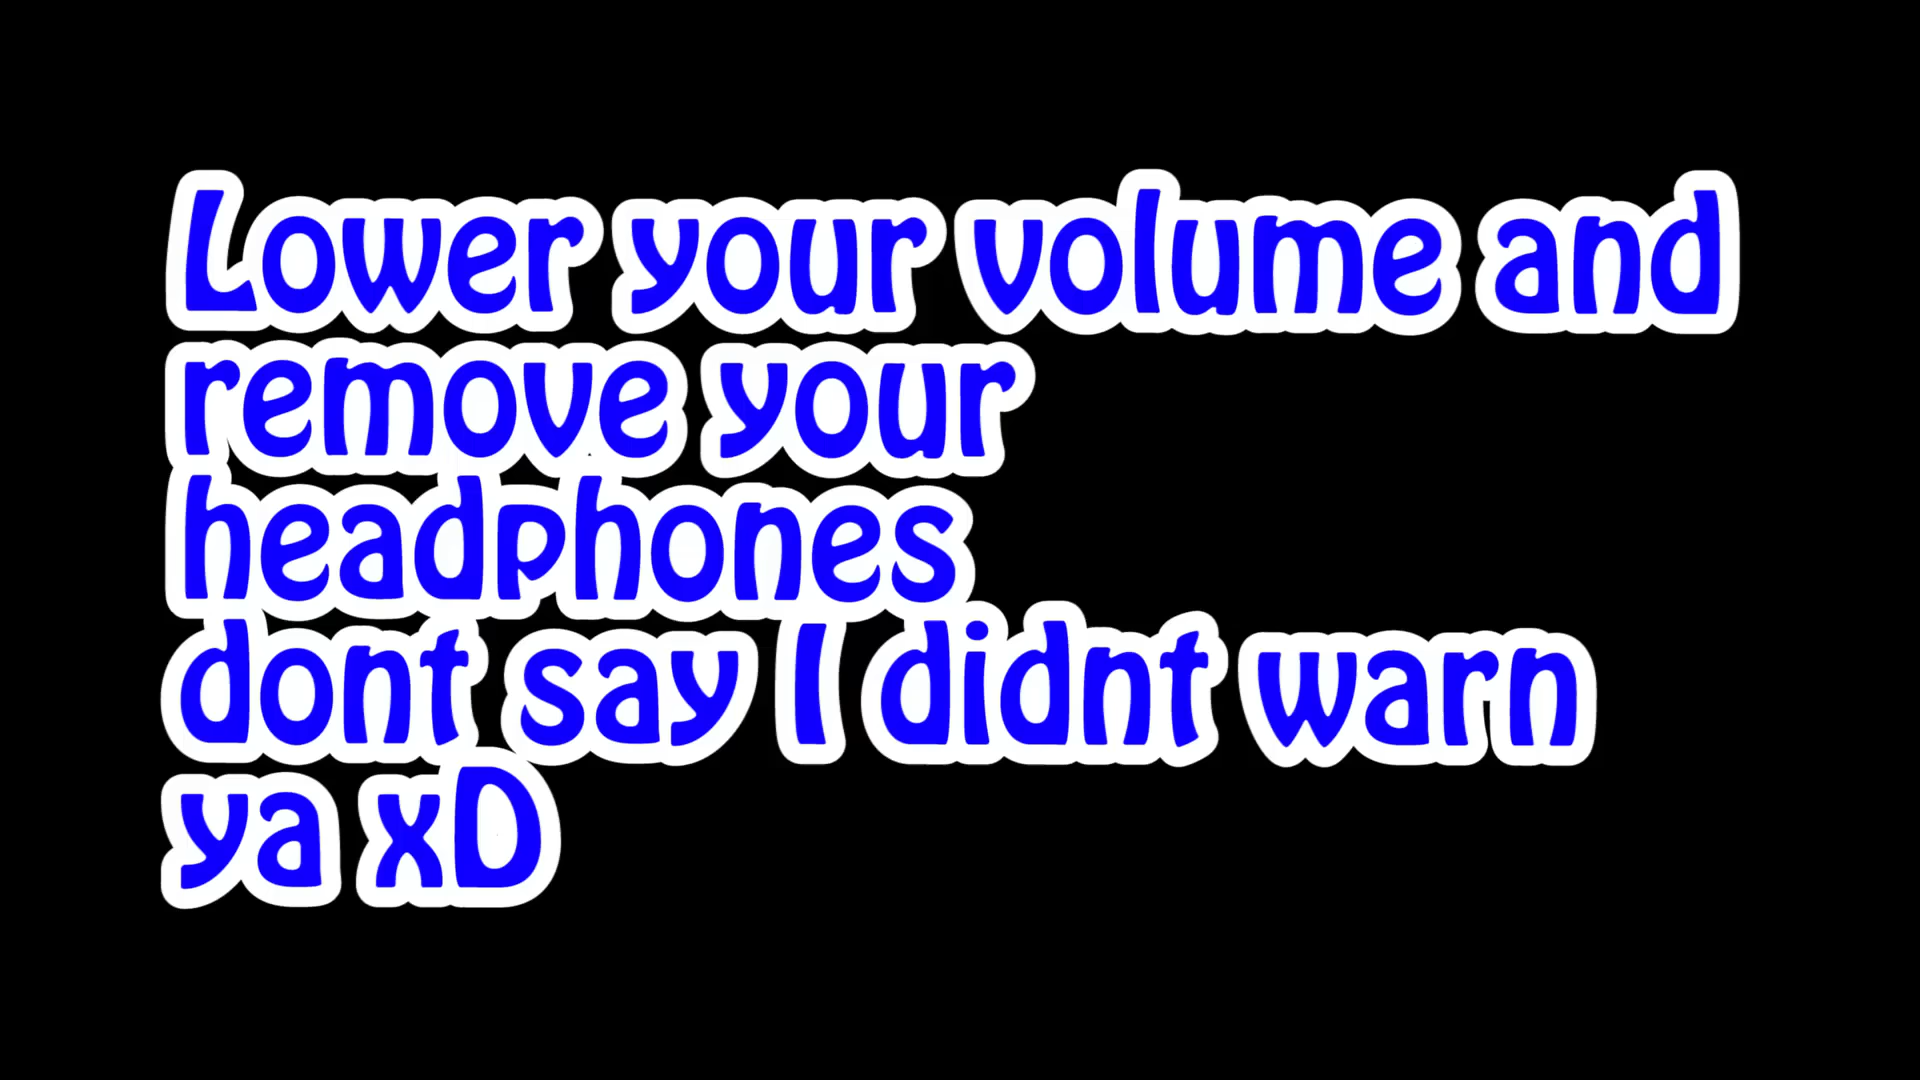 Lower your volume and
remove your
headphones
dont say I didnt warn
ya xD